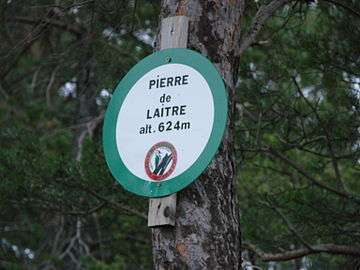 PIERRE
de
LAITRE
alt. 624m